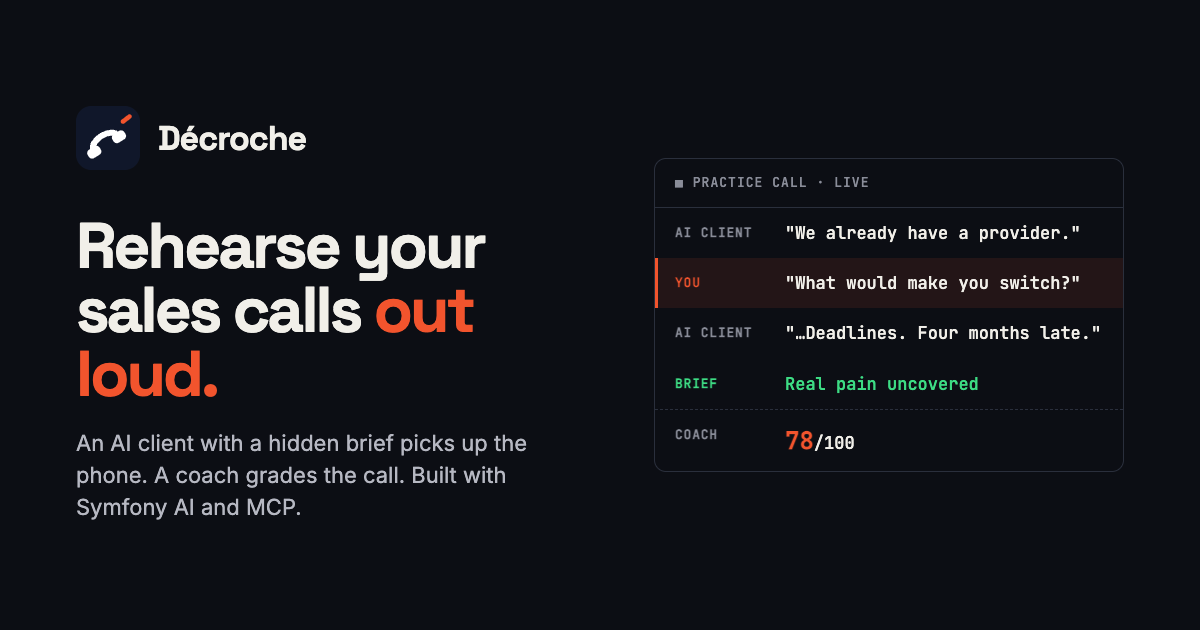 Décroche
Rehearse your
sales calls out
loud.
An AI client with a hidden brief picks up the
phone. A coach grades the call. Built with
Symfony AI and MCP.
PRACTICE CALL · LIVE
AI CLIENT "We already have a provider."
YOU "What would make you switch?"
AI CLIENT "…Deadlines. Four months late."
BRIEF Real pain uncovered
COACH 78/100